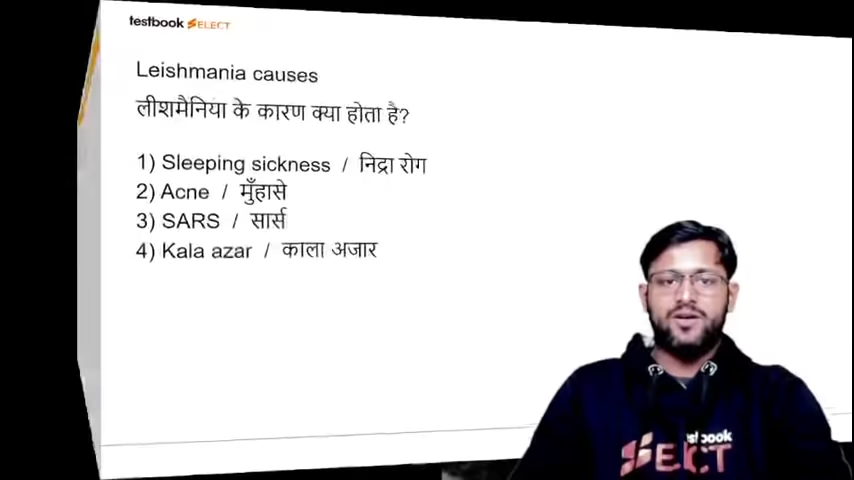 testbook SELECT
Leishmania causes
लीशमैनिया के कारण क्या होता है?
1) Sleeping sickness / निद्रा रोग
2) Acne / मुँहासे
3) SARS / सार्स
4) Kala azar / काला अजार
SELECT